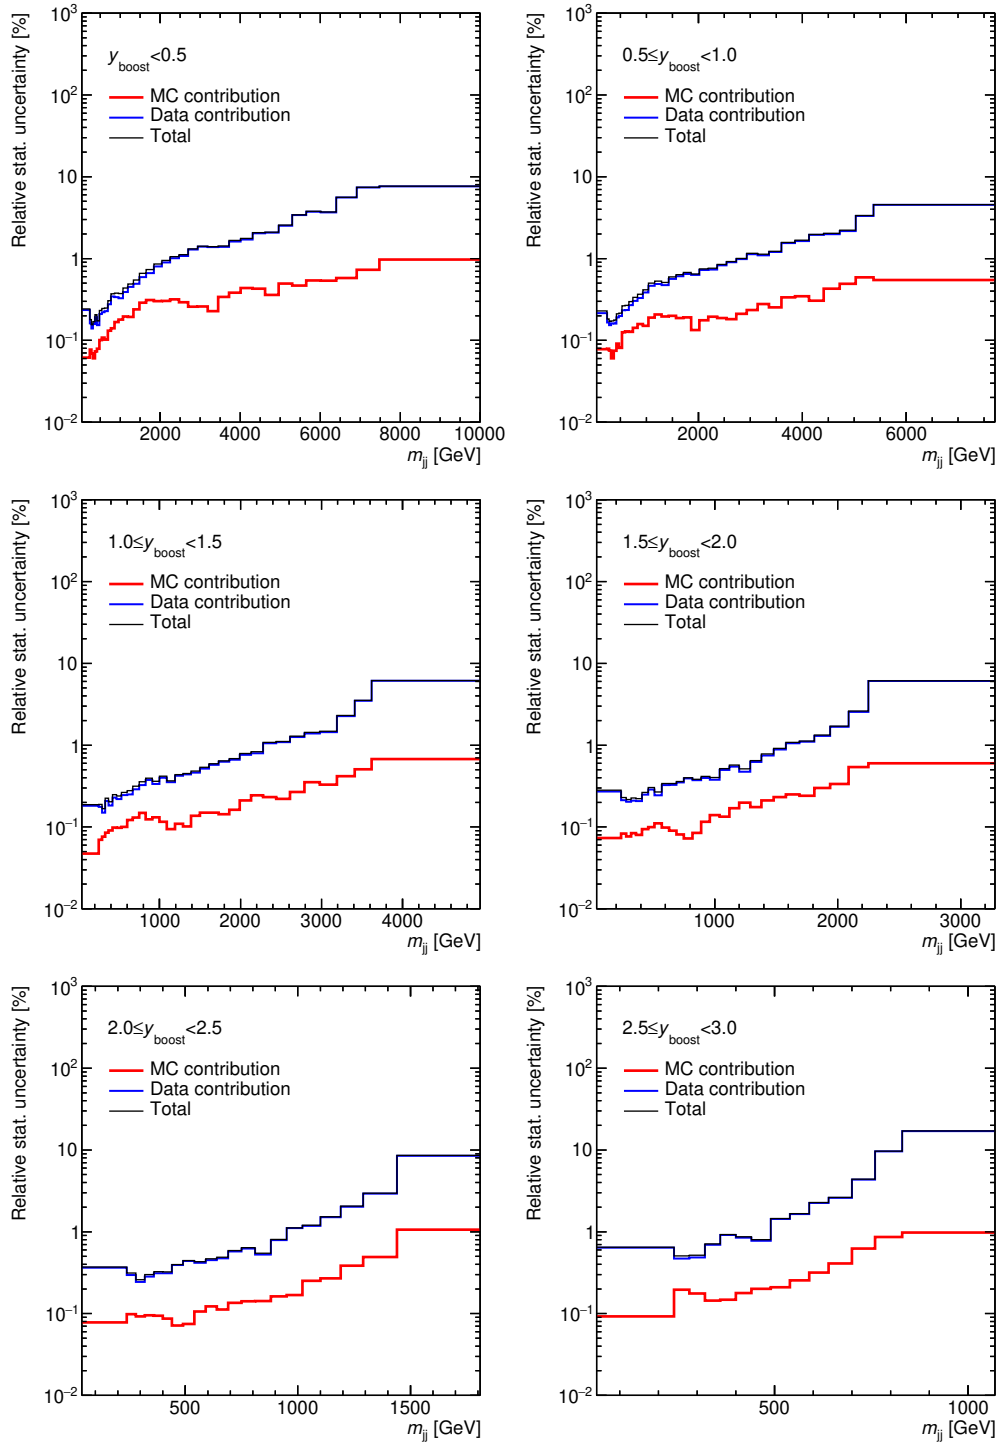 Relative stat. uncertainty [%]
10³
10²
10
1
10⁻¹
10⁻²
y_boost<0.5
MC contribution
Data contribution
Total
2000 4000 6000 8000 10000
m_jj [GeV]
Relative stat. uncertainty [%]
10³
10²
10
1
10⁻¹
10⁻²
0.5≤y_boost<1.0
MC contribution
Data contribution
Total
2000 4000 6000
m_jj [GeV]
Relative stat. uncertainty [%]
10³
10²
10
1
10⁻¹
10⁻²
1.0≤y_boost<1.5
MC contribution
Data contribution
Total
1000 2000 3000 4000
m_jj [GeV]
Relative stat. uncertainty [%]
10³
10²
10
1
10⁻¹
10⁻²
1.5≤y_boost<2.0
MC contribution
Data contribution
Total
1000 2000 3000
m_jj [GeV]
Relative stat. uncertainty [%]
10³
10²
10
1
10⁻¹
10⁻²
2.0≤y_boost<2.5
MC contribution
Data contribution
Total
500 1000 1500
m_jj [GeV]
Relative stat. uncertainty [%]
10³
10²
10
1
10⁻¹
10⁻²
2.5≤y_boost<3.0
MC contribution
Data contribution
Total
500 1000
m_jj [GeV]